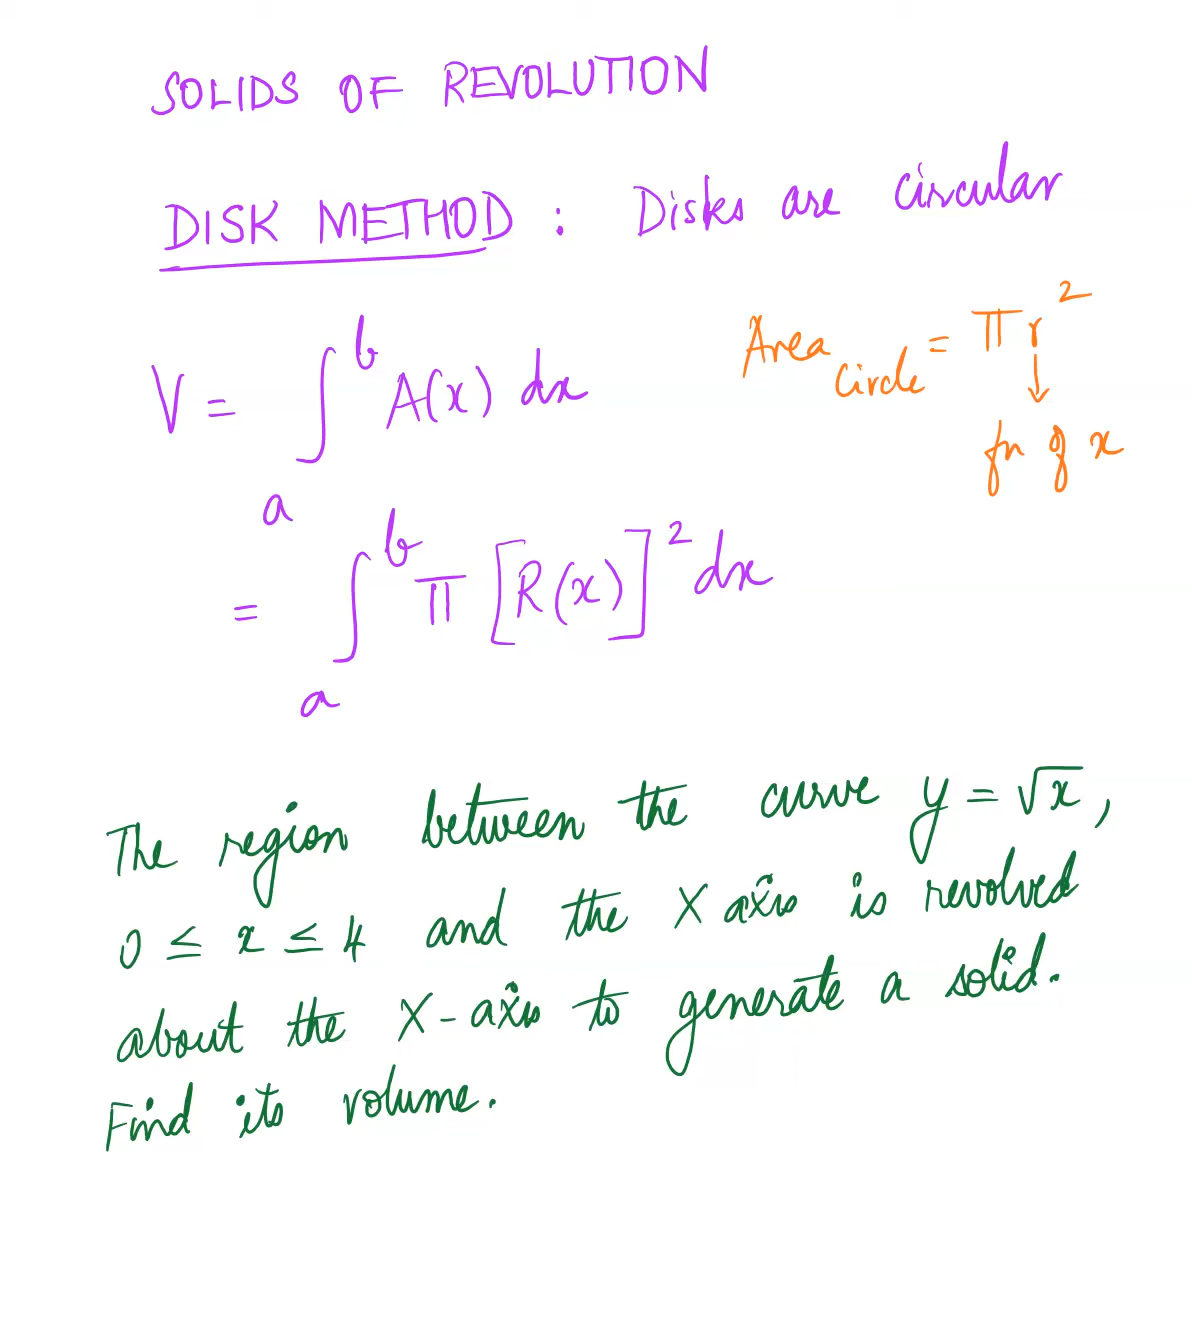 SOLIDS OF REVOLUTION
DISK METHOD : Disks are circular
V = ∫ₐᵇ A(x) dx
Area circle = πr²
↓
fn of x
= ∫ₐᵇ π [R(x)]² dx
The region between the curve y = √x,
0 ≤ x ≤ 4 and the X axis is revolved
about the X-axis to generate a solid.
Find its volume.